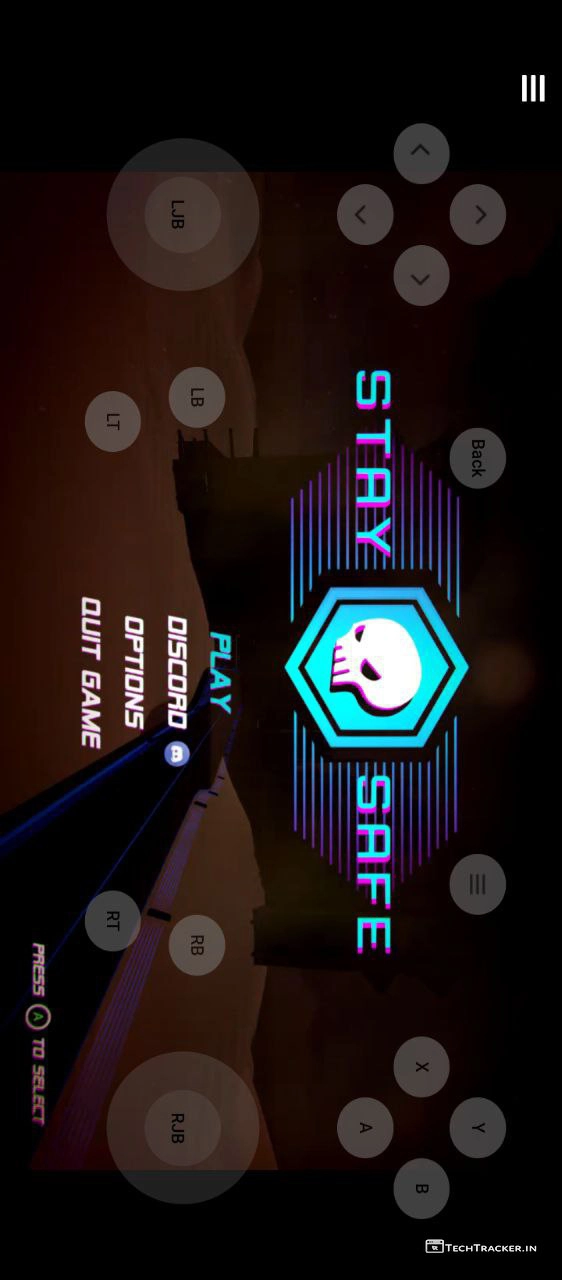 LJB
LB
LT
Back
STAY SAFE
PLAY
DISCORD
OPTIONS
QUIT GAME
RT
RB
X
Y
A
B
RJB
PRESS A TO SELECT
TECHTRACKER.IN